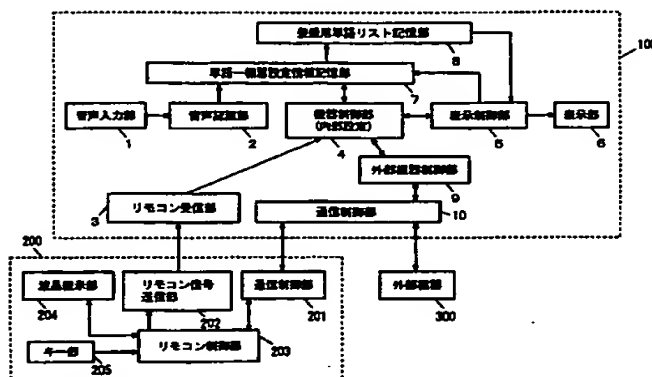 単語リスト記憶部
8
100
単語−機器設定情報記憶部
7
音声入力部
1
音声認識部
2
機器制御部
(内部設定)
4
表示制御部
5
表示部
6
外部機器制御部
9
リモコン受信部
3
通信制御部
10
200
液晶表示部
204
リモコン信号
送信部
202
通信制御部
201
外部機器
300
キー部
205
リモコン制御部
203